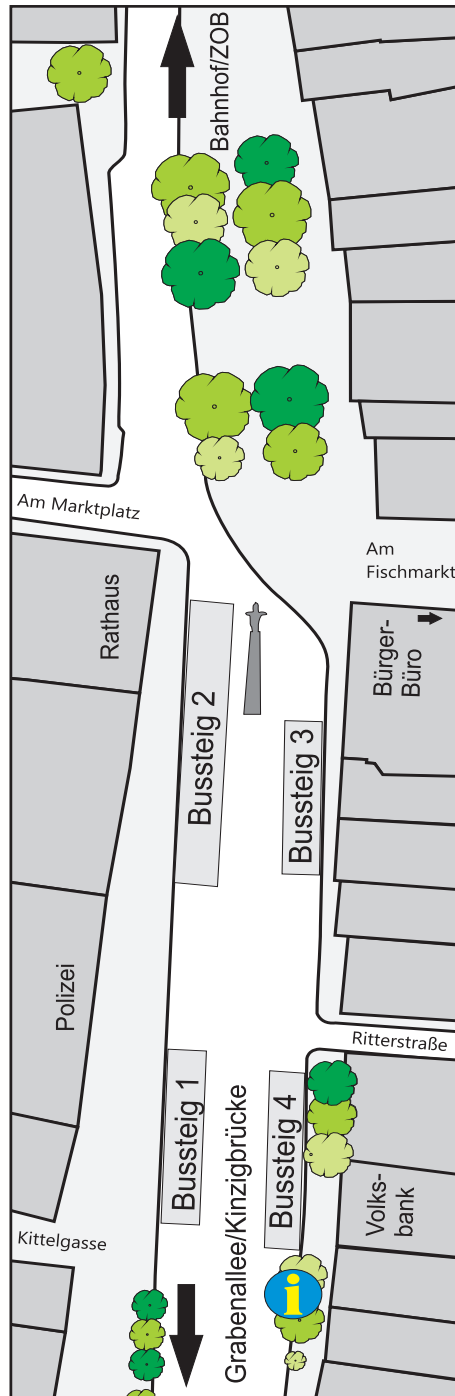 Bahnhof/ZOB
Am Marktplatz
Am
Fischmarkt
Rathaus
Bürger-
Büro
Bussteig 2
Bussteig 3
Polizei
Ritterstraße
Bussteig 1
Bussteig 4
Grabenallee/Kinzigbrücke
Volks-
bank
Kittelgasse
i